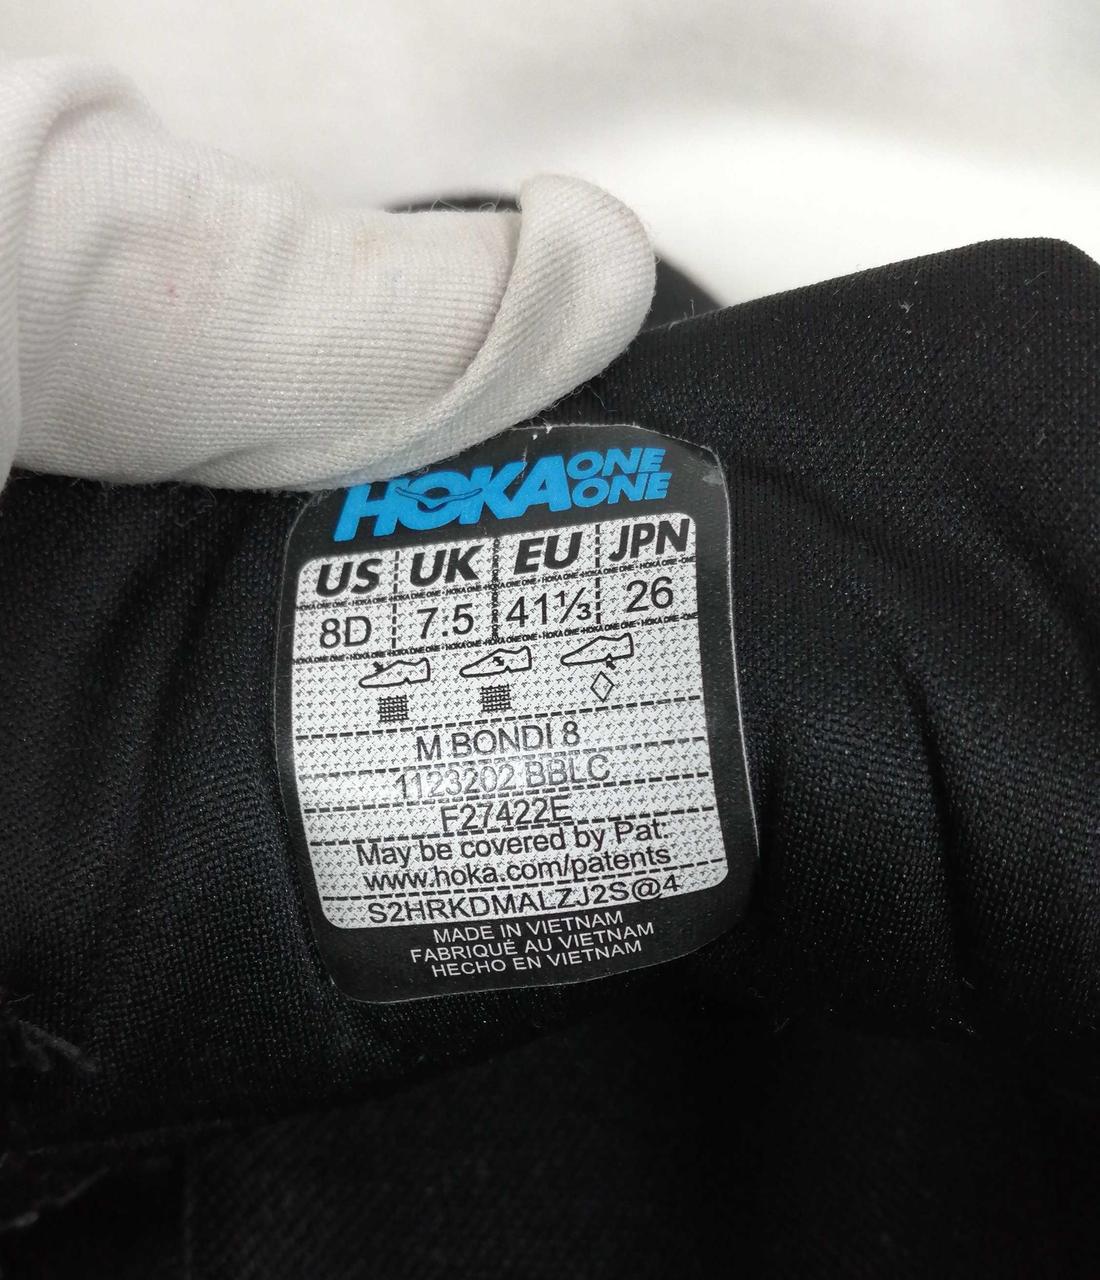 HOKA ONE ONE
US UK EU JPN
8D 7.5 41⅓ 26
M BONDI 8
1123202 BBLC
F27422E
May be covered by Pat:
www.hoka.com/patents
S2HRKDMALZJ2S@4
MADE IN VIETNAM
FABRIQUÉ AU VIETNAM
HECHO EN VIETNAM